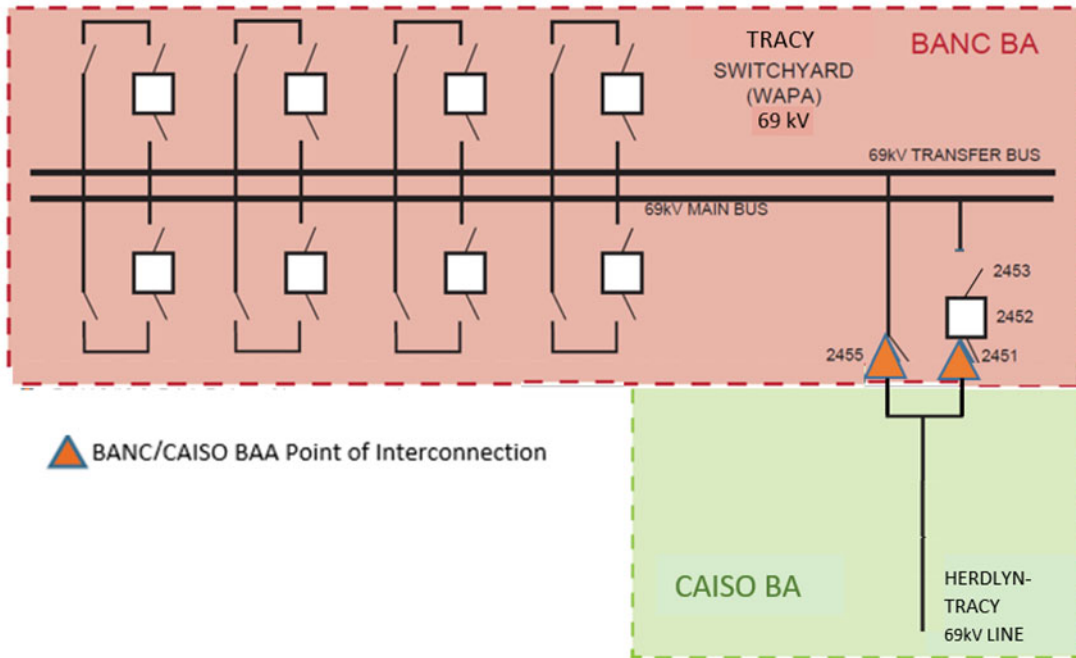 TRACY
SWITCHYARD
(WAPA)
69 kV
BANC BA
69kV TRANSFER BUS
69kV MAIN BUS
2453
2452
2455
2451
BANC/CAISO BAA Point of Interconnection
CAISO BA
HERDLYN-
TRACY
69kV LINE